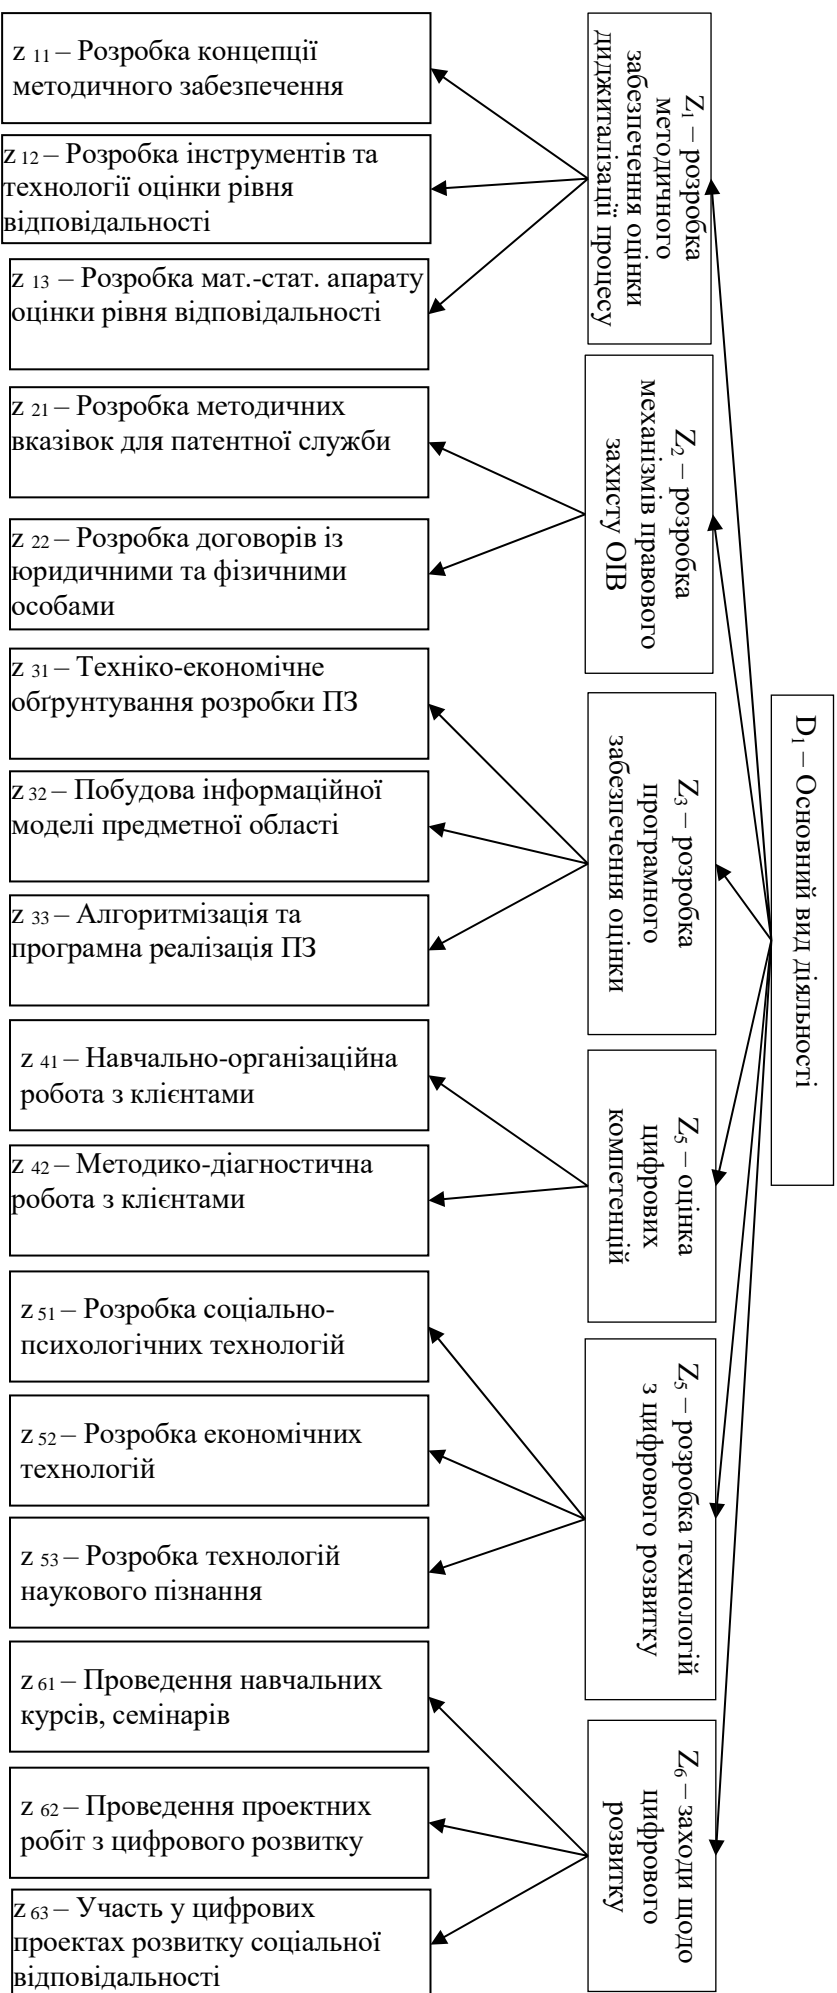 z 11 – Розробка концепції
методичного забезпечення
z 12 – Розробка інструментів та
технології оцінки рівня
відповідальності
z 13 – Розробка мат.-стат. апарату
оцінки рівня відповідальності
z 21 – Розробка методичних
вказівок для патентної служби
z 22 – Розробка договорів із
юридичними та фізичними
особами
z 31 – Техніко-економічне
обґрунтування розробки ПЗ
z 32 – Побудова інформаційної
моделі предметної області
z 33 – Алгоритмізація та
програмна реалізація ПЗ
z 41 – Навчально-організаційна
робота з клієнтами
z 42 – Методико-діагностична
робота з клієнтами
z 51 – Розробка соціально-
психологічних технологій
z 52 – Розробка економічних
технологій
z 53 – Розробка технологій
наукового пізнання
z 61 – Проведення навчальних
курсів, семінарів
z 62 – Проведення проектних
робіт з цифрового розвитку
z 63 – Участь у цифрових
проектах розвитку соціальної
відповідальності
Z1 – розробка
методичного
забезпечення оцінки
диджиталізації процесу
Z2 – розробка
механізмів правового
захисту ОІВ
Z3 – розробка
програмного
забезпечення оцінки
Z5 – оцінка
цифрових
компетенцій
Z5 – розробка технологій
з цифрового розвитку
Z6 – заходи щодо
цифрового
розвитку
D1 – Основний вид діяльності